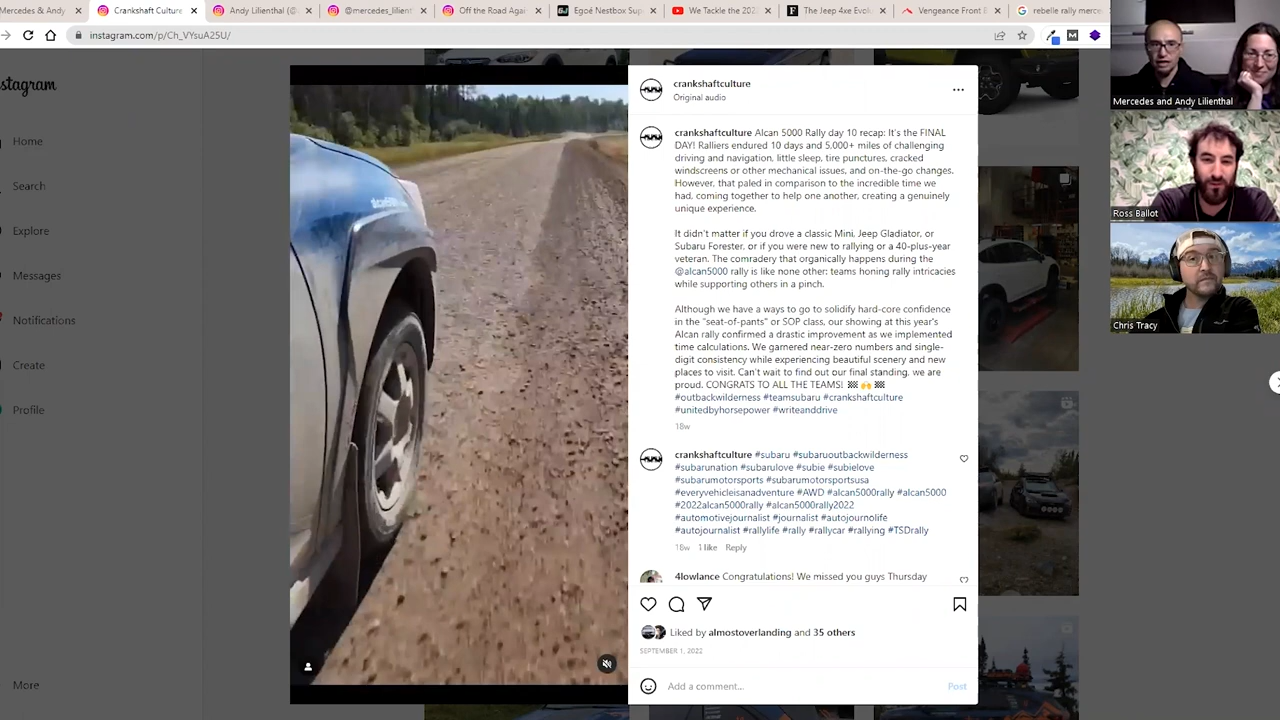 Mercedes & Andy
Crankshaft Culture
Andy Lilienthal (@
@mercedes_lilien
Off the Road Again
Egoé Nestbox Sup
We Tackle the 202
The Jeep 4xe Evolu
Vengeance Front R
rebelle rally merce
instagram.com/p/Ch_VYsuA25U/
stagram
Home
Search
Explore
Messages
Notifications
Create
Profile
More
crankshaftculture
Original audio
crankshaftculture Alcan 5000 Rally day 10 recap: It's the FINAL
DAY! Ralliers endured 10 days and 5,000+ miles of challenging
driving and navigation, little sleep, tire punctures, cracked
windscreens or other mechanical issues, and on-the-go changes.
However, that paled in comparison to the incredible time we
had, coming together to help one another, creating a genuinely
unique experience.
It didn't matter if you drove a classic Mini, Jeep Gladiator, or
Subaru Forester, or if you were new to rallying or a 40-plus-year
veteran. The comradery that organically happens during the
@alcan5000 rally is like none other: teams honing rally intricacies
while supporting others in a pinch.
Although we have a ways to go to solidify hard-core confidence
in the "seat-of-pants" or SOP class, our showing at this year's
Alcan rally confirmed a drastic improvement as we implemented
time calculations. We garnered near-zero numbers and single-
digit consistency while experiencing beautiful scenery and new
places to visit. Can't wait to find out our final standing, we are
proud. CONGRATS TO ALL THE TEAMS! 🏁 🙌 🏁
#outbackwilderness #teamsubaru #crankshaftculture
#unitedbyhorsepower #writeanddrive
18w
crankshaftculture #subaru #subaruoutbackwilderness
#subarunation #subarulove #subie #subielove
#subarumotorsports #subarumotorsportsusa
#everyvehicleisanadventure #AWD #alcan5000rally #alcan5000
#2022alcan5000rally #alcan5000rally2022
#automotivejournalist #journalist #autojournolife
#autojournalist #rallylife #rally #rallycar #rallying #TSDrally
18w 1 like Reply
4lowlance Congratulations! We missed you guys Thursday
Liked by almostoverlanding and 35 others
SEPTEMBER 1, 2022
Add a comment...
Post
Mercedes and Andy Lilienthal
Ross Ballot
Chris Tracy